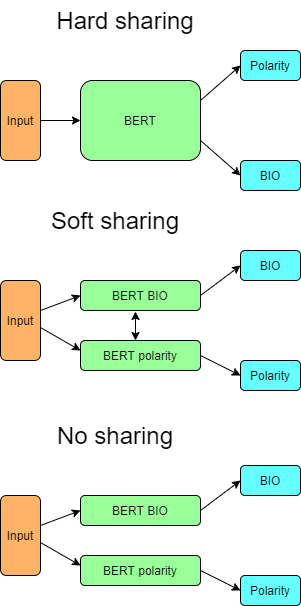 Hard sharing
Polarity
Input
BERT
BIO
Soft sharing
BIO
BERT BIO
Input
BERT polarity
Polarity
No sharing
BIO
BERT BIO
Input
BERT polarity
Polarity